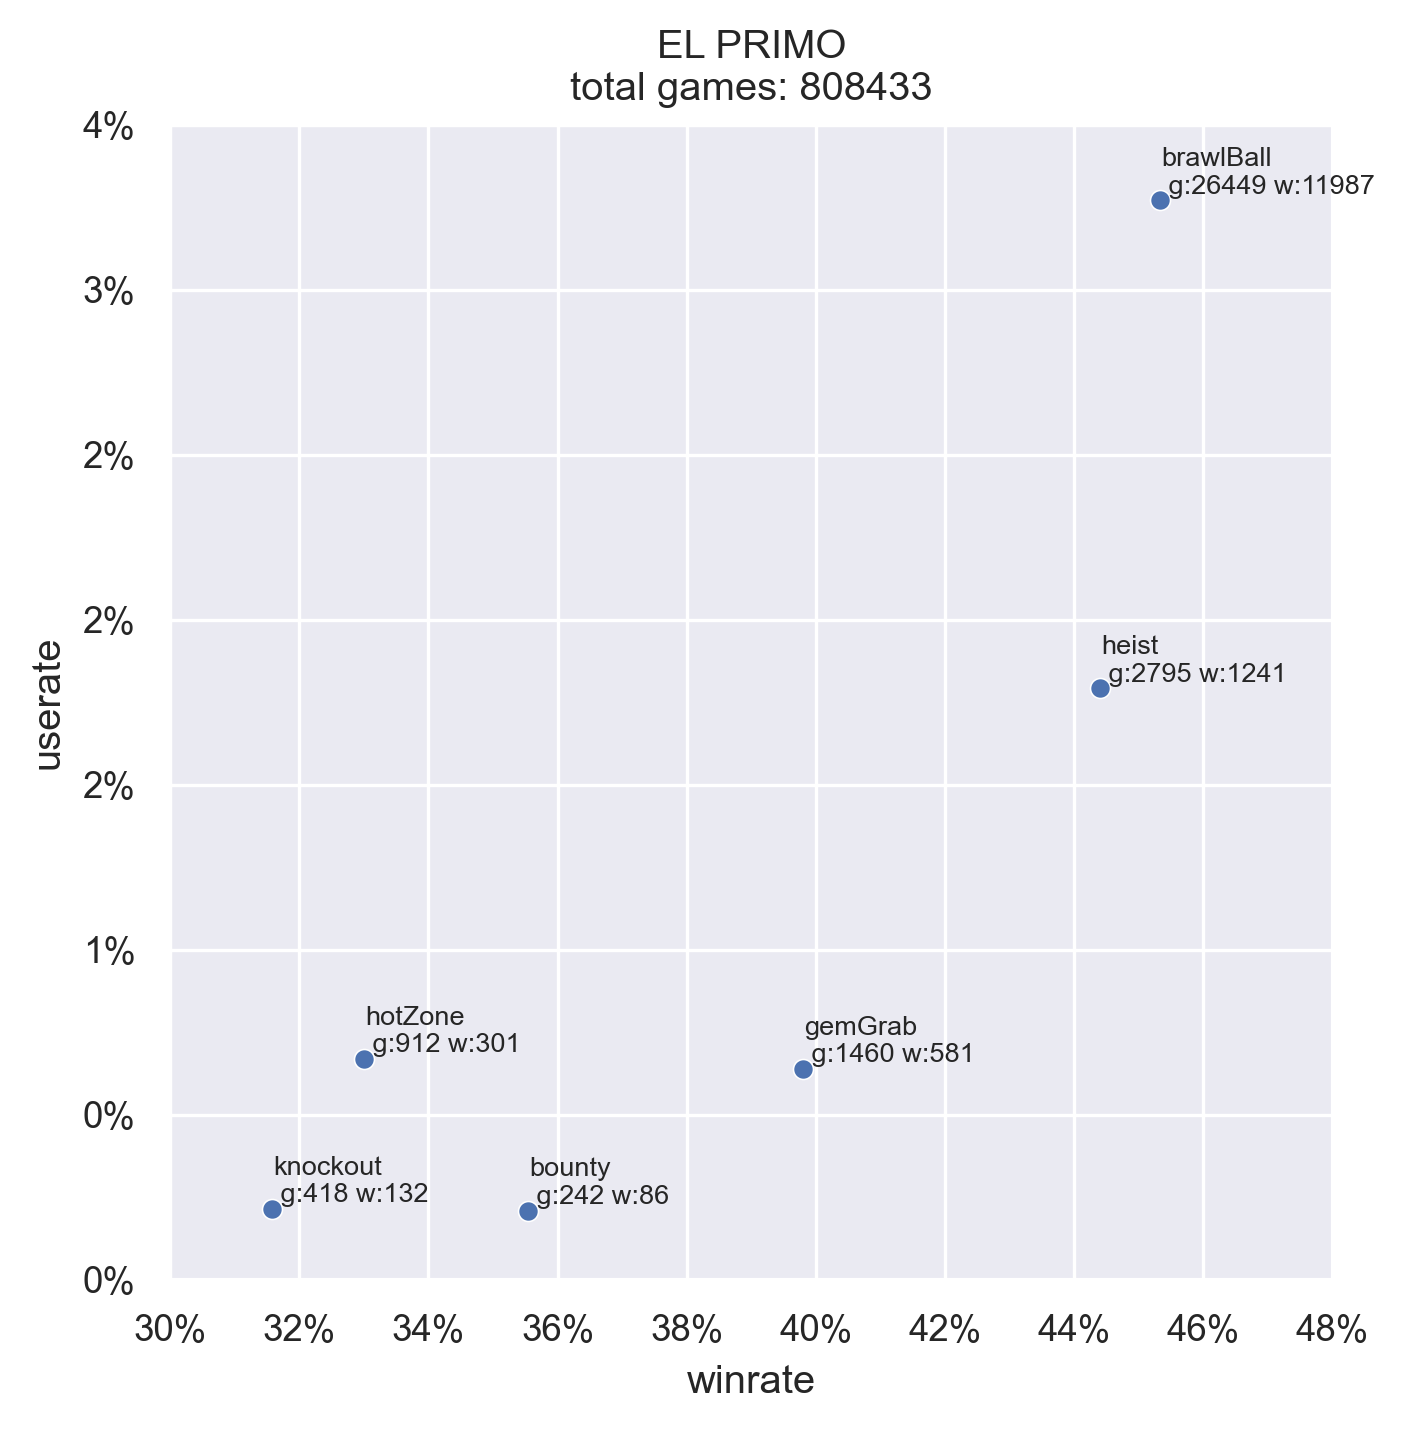 EL PRIMO
total games: 808433
4%
brawlBall
g:26449 w:11987
3%
2%
2%
heist
g:2795 w:1241
userate
2%
1%
hotZone
g:912 w:301
gemGrab
g:1460 w:581
0%
knockout
g:418 w:132
bounty
g:242 w:86
0%
30% 32% 34% 36% 38% 40% 42% 44% 46% 48%
winrate